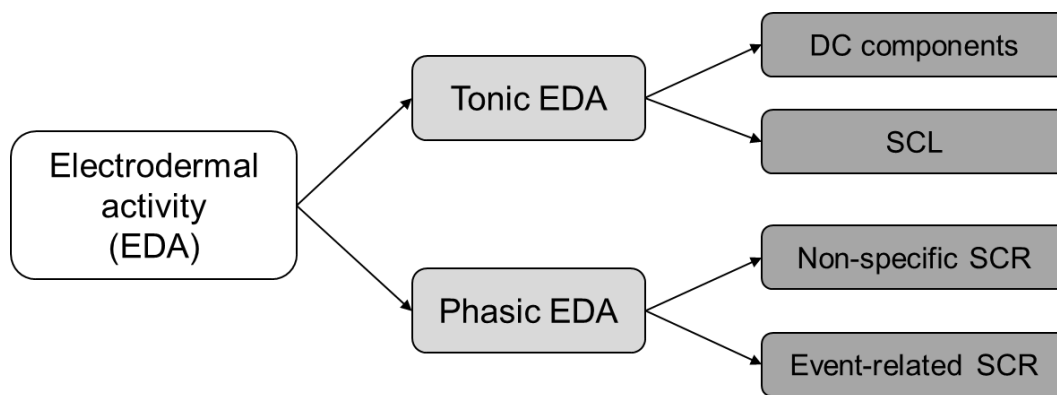 DC components
Tonic EDA
SCL
Electrodermal
activity
(EDA)
Non-specific SCR
Phasic EDA
Event-related SCR